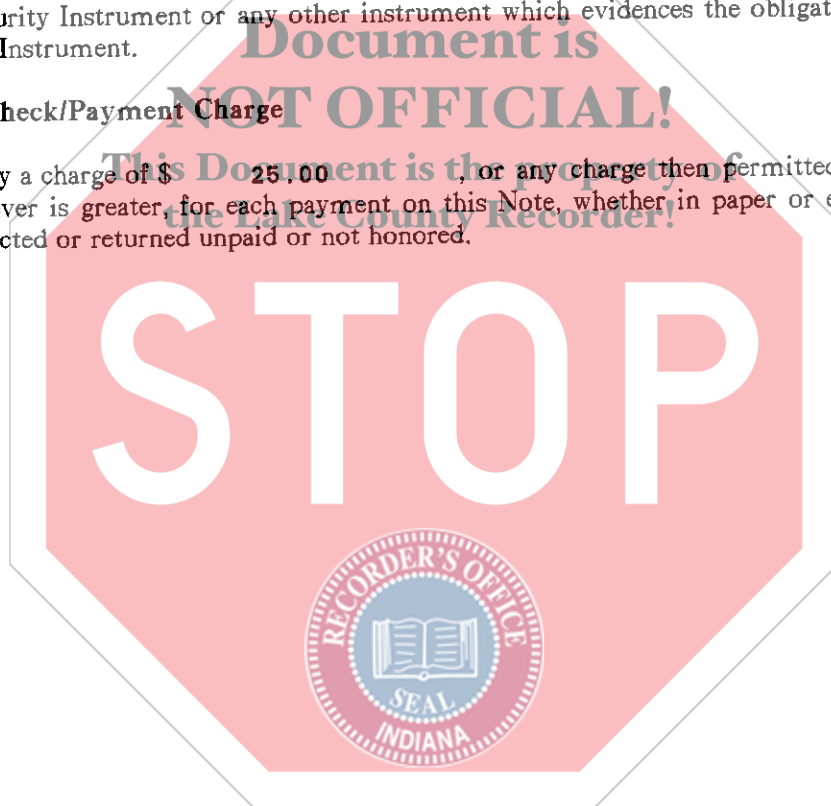 urity Instrument or any other instrument which evidences the obligat
Instrument.
Document is
NOT OFFICIAL!
heck/Payment Charge
This Document is the property of
the Lake County Recorder!
y a charge of $ 25.00 , or any charge then permitted
ver is greater, for each payment on this Note, whether in paper or e
cted or returned unpaid or not honored.
STOP
RECORDER'S OFFICE
SEAL
INDIANA